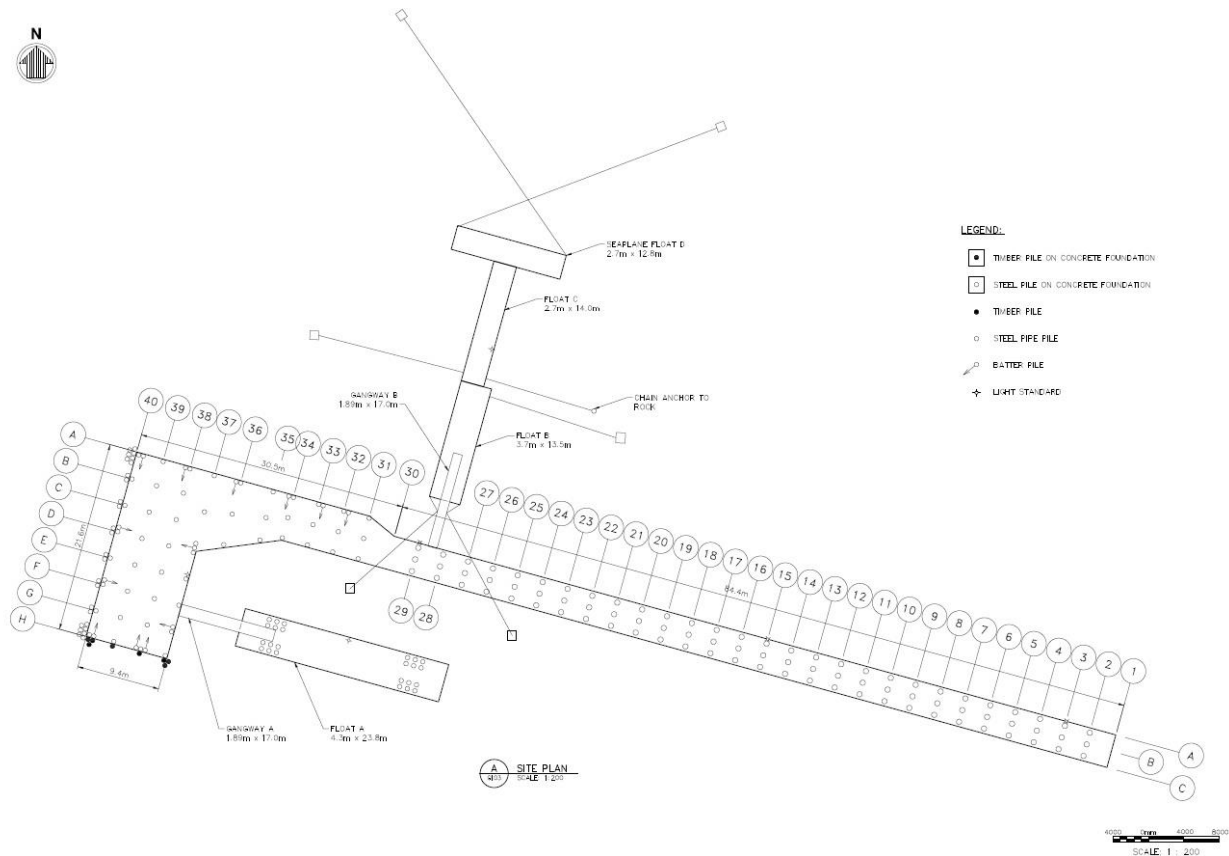 N
SEAPLANE FLOAT D
2.7m x 12.8m
LEGEND:
TIMBER PILE ON CONCRETE FOUNDATION
STEEL PILE ON CONCRETE FOUNDATION
TIMBER PILE
STEEL PIPE PILE
BATTER PILE
LIGHT STANDARD
FLOAT C
2.7m x 14.0m
GANGWAY B
1.89m x 17.0m
CHAIN ANCHOR TO
ROCK
FLOAT B
3.7m x 13.5m
40 39 38 37 36 35 34 33 32 31 30
30.5m
A
B
C
D
E
F
G
H
21.6m
27 26 25 24 23 22 21 20 19 18 17 16 15 14 13 12 11 10 9 8 7 6 5 4 3 2 1
84.4m
29 28
9.4m
A
B
C
GANGWAY A
1.89m x 17.0m
FLOAT A
4.3m x 23.8m
A SITE PLAN
SCALE 1:200
4000 0mm 4000 8000
SCALE: 1 : 200